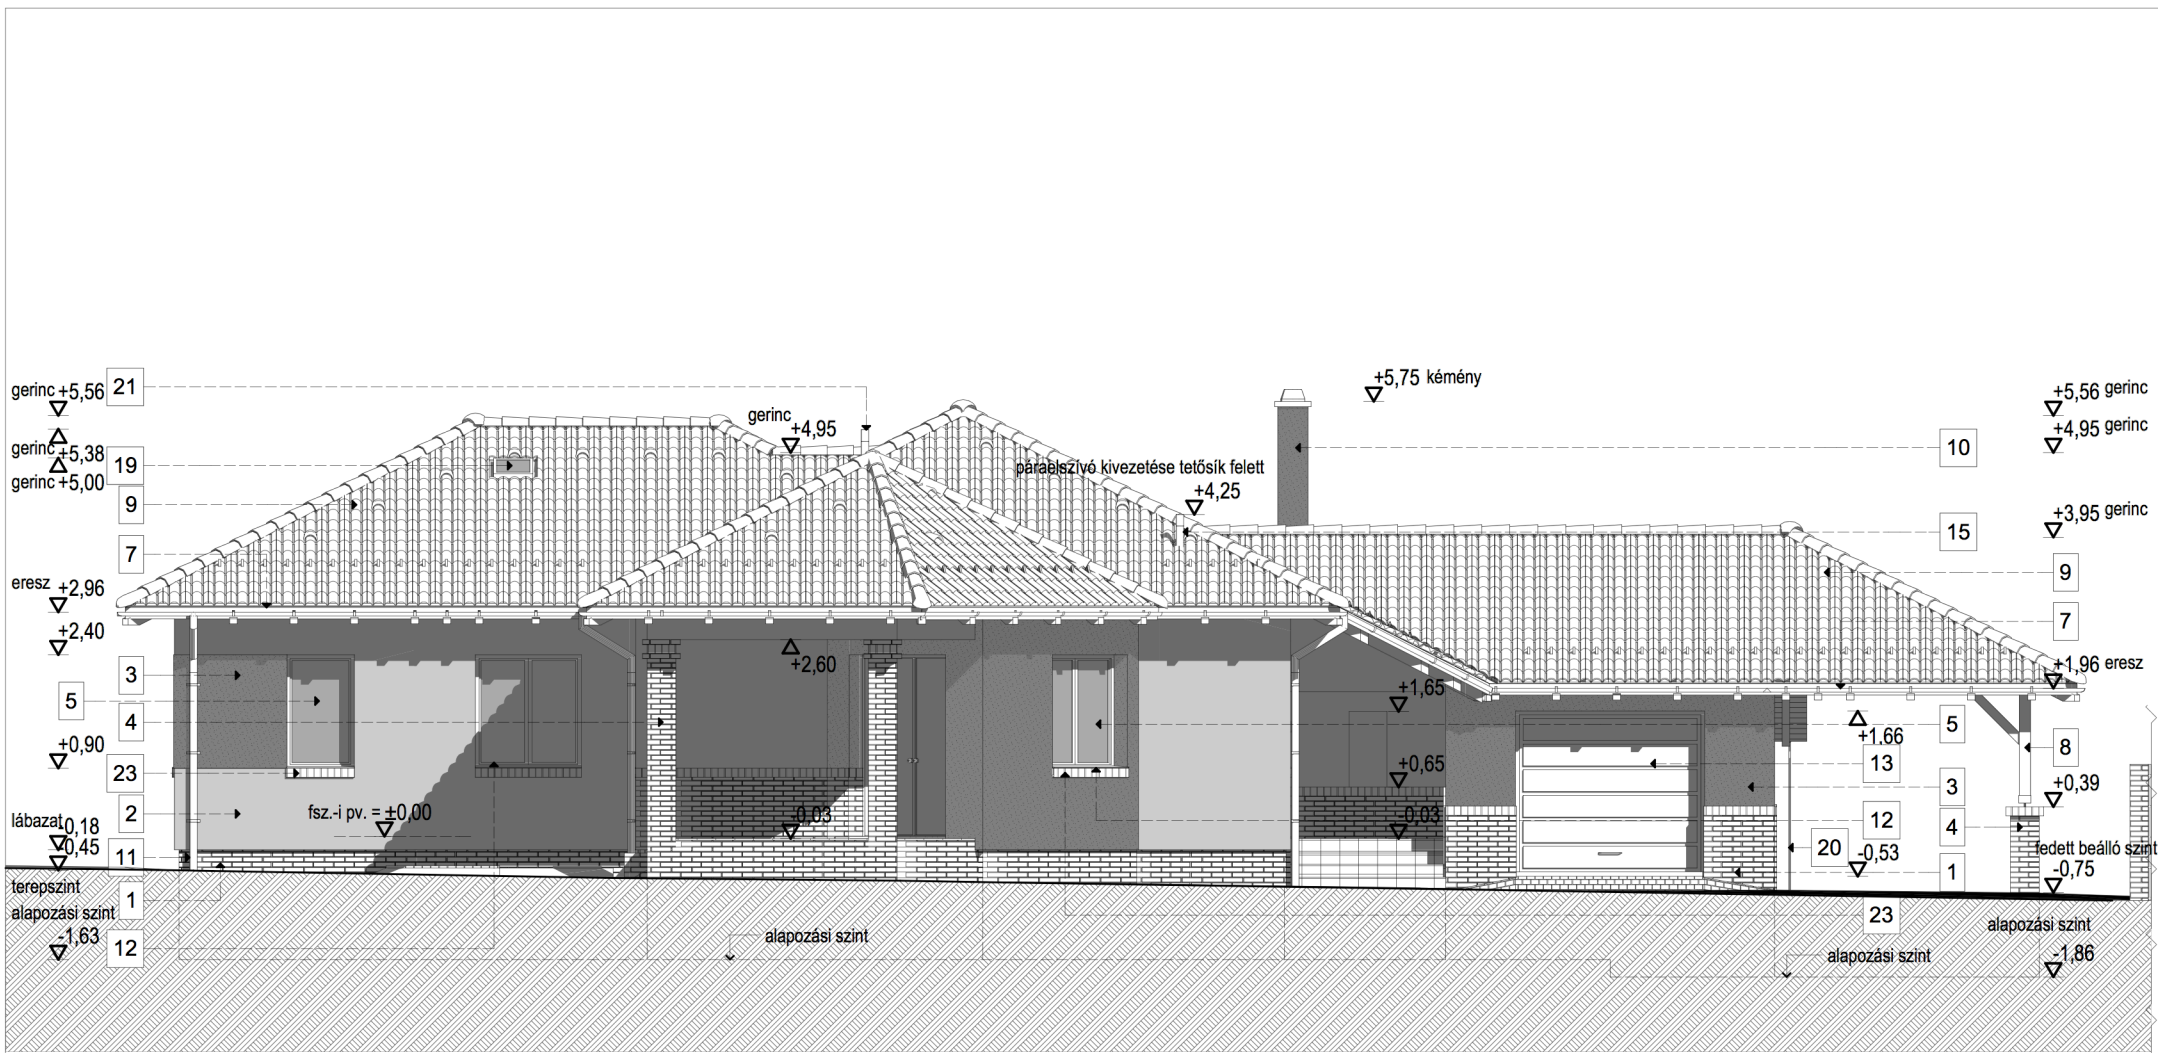 21
+5,75 kémény
gerinc +5,56
+5,56 gerinc
gerinc
+4,95
+4,95 gerinc
10
gerinc +5,38
19
gerinc +5,00
páraelszívó kivezetése tetősík felett
+4,25
9
+3,95 gerinc
15
7
9
eresz +2,96
7
+2,40
+2,60
+1,96 eresz
3
5
+1,65
4
5
+1,66
8
+0,90
23
+0,65
13
3
+0,39
2
fsz.-i pv. = ±0,00
-0,03
-0,03
12
4
lábazat -0,18
-0,45
11
20
-0,53
fedett beálló szint
-0,75
1
terepszint
1
alapozási szint
23
alapozási szint
-1,63
12
alapozási szint
alapozási szint
-1,86